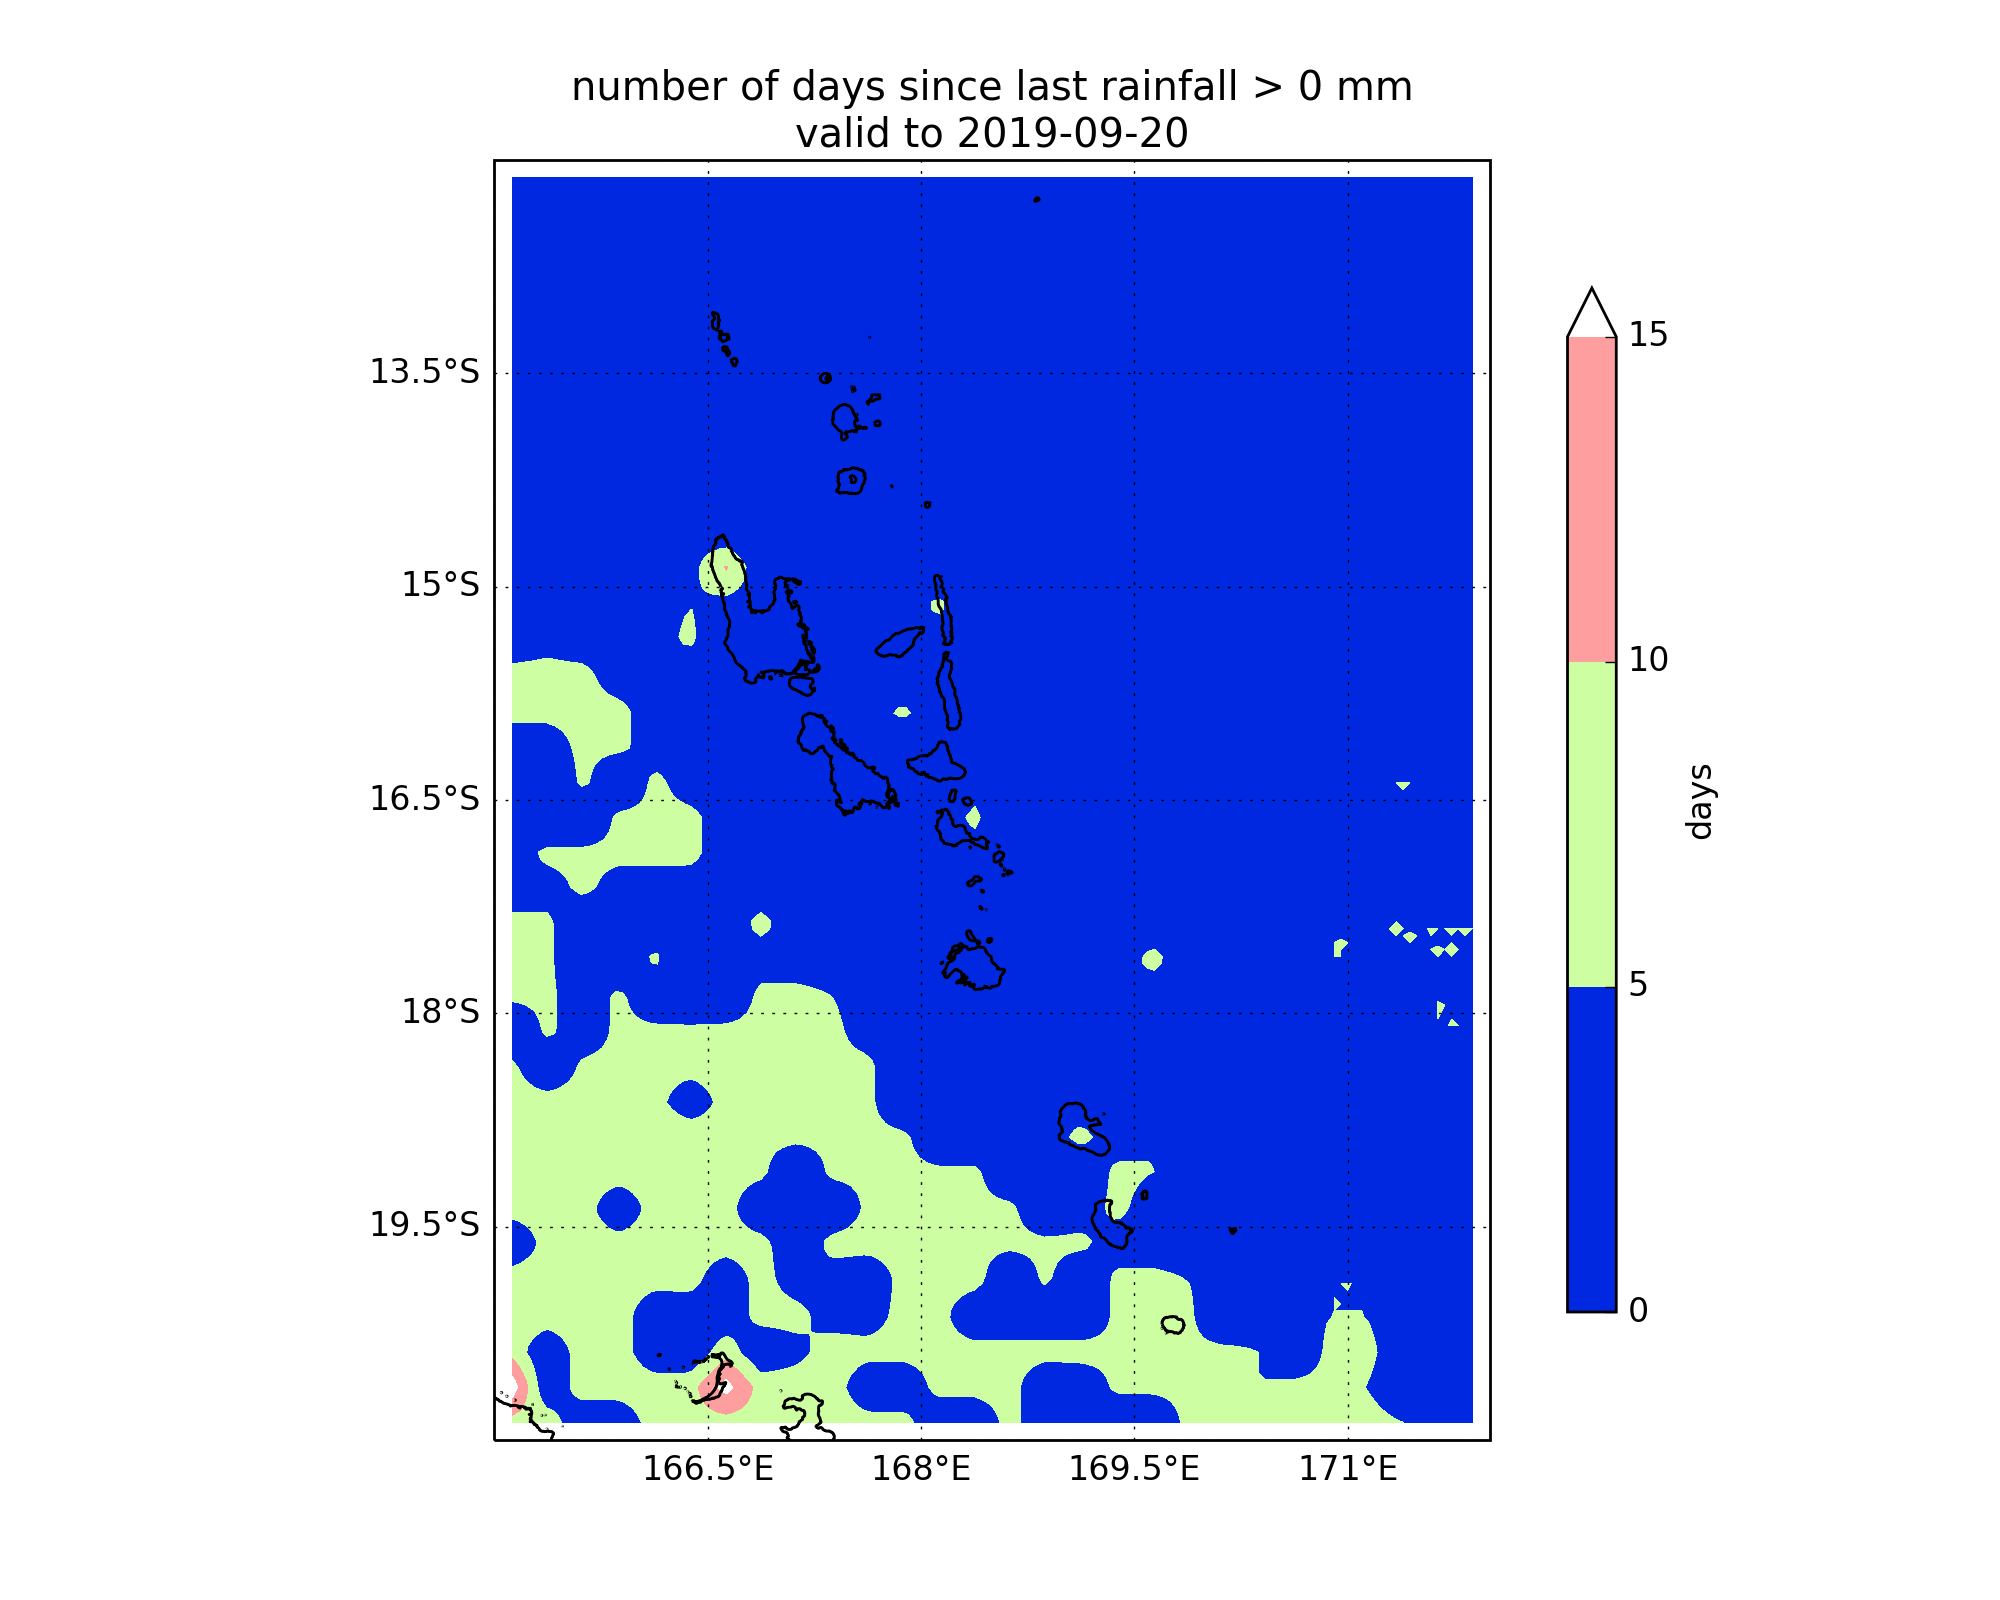 number of days since last rainfall > 0 mm
valid to 2019-09-20
13.5°S
15°S
16.5°S
18°S
19.5°S
166.5°E
168°E
169.5°E
171°E
15
10
5
0
days